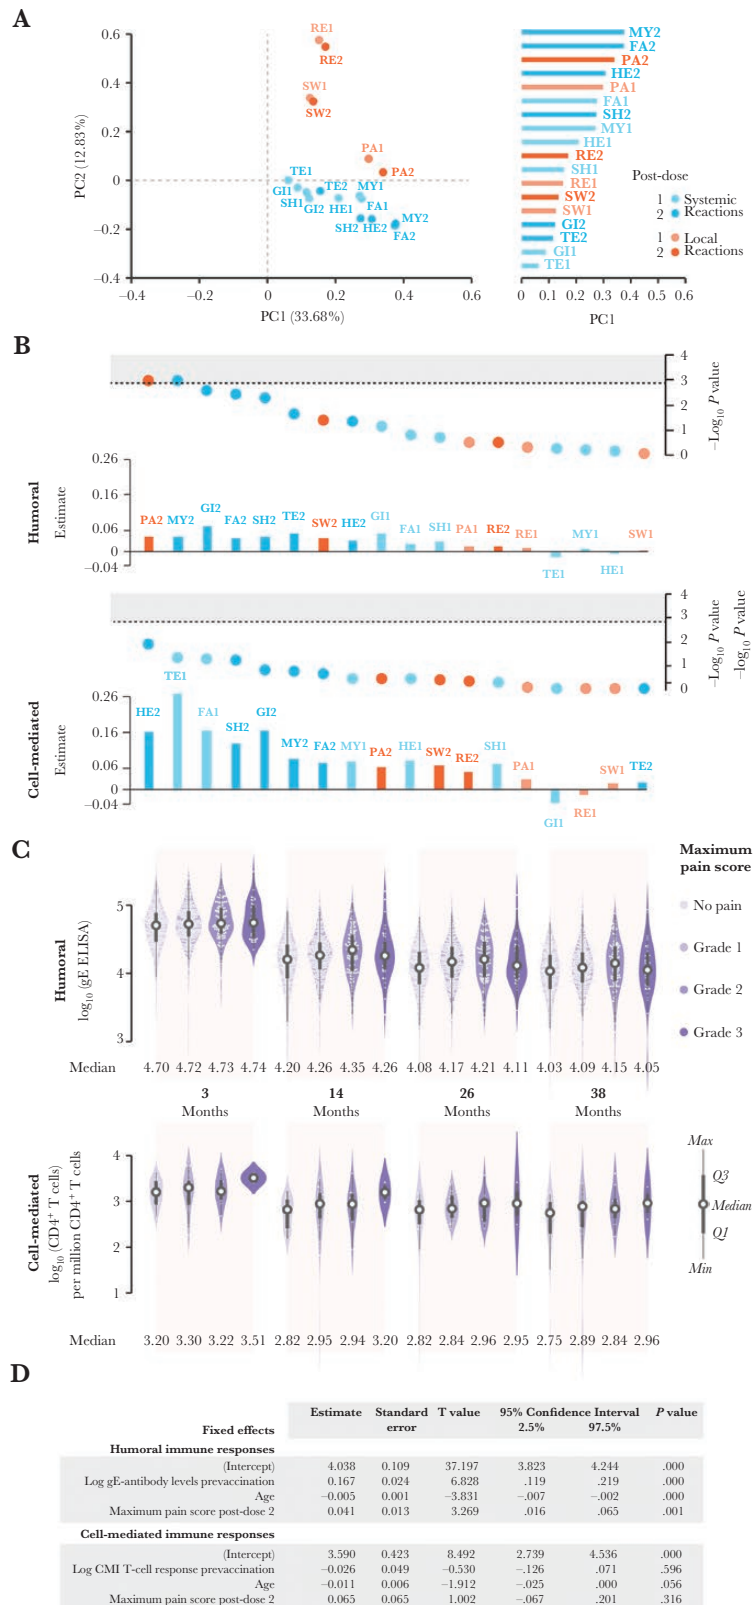 A
0.6
0.4
0.2
0
−0.2
−0.4
PC2 (12.83%)
RE1
RE2
SW1
SW2
PA1
PA2
TE1
GI1
TE2
MY1
SH1
GI2
HE1
FA1
MY2
SH2
HE2
FA2
−0.4
−0.2
0
0.2
0.4
0.6
PC1 (33.68%)
MY2
FA2
PA2
HE2
PA1
FA1
SH2
MY1
HE1
RE2
SH1
RE1
SW2
SW1
GI2
TE2
GI1
TE1
0
0.1
0.2
0.3
0.4
0.5
0.6
PC1
Post-dose
1 Systemic
2 Reactions
1 Local
2 Reactions
B
4
3
2
1
0
−Log10 P value
Humoral
Estimate
0.26
0.16
0.06
0
−0.04
PA2
MY2
GI2
FA2
SH2
TE2
SW2
HE2
GI1
FA1
SH1
PA1
RE2
RE1
TE1
MY1
HE1
SW1
4
3
2
1
0
−Log10 P value
−log10 P value
Cell-mediated
Estimate
0.26
0.16
0.06
0
−0.04
HE2
TE1
FA1
SH2
GI2
MY2
FA2
MY1
PA2
HE1
SW2
RE2
SH1
PA1
GI1
RE1
SW1
TE2
C
Humoral
log10 (gE ELISA)
5
4
3
Maximum
pain score
No pain
Grade 1
Grade 2
Grade 3
Median 4.70 4.72 4.73 4.74 4.20 4.26 4.35 4.26 4.08 4.17 4.21 4.11 4.03 4.09 4.15 4.05
3 14 26 38
Months Months Months Months
Cell-mediated
log10 (CD4+ T cells)
per million CD4+ T cells
4
3
2
1
Max
Q3
Median
Q1
Min
Median 3.20 3.30 3.22 3.51 2.82 2.95 2.94 3.20 2.82 2.84 2.96 2.95 2.75 2.89 2.84 2.96
D
Fixed effects Estimate Standard error T value 95% Confidence Interval 2.5% 97.5% P value
Humoral immune responses
(Intercept) 4.038 0.109 37.197 3.823 4.244 .000
Log gE-antibody levels prevaccination 0.167 0.024 6.828 .119 .219 .000
Age −0.005 0.001 −3.831 −.007 −.002 .000
Maximum pain score post-dose 2 0.041 0.013 3.269 .016 .065 .001
Cell-mediated immune responses
(Intercept) 3.590 0.423 8.492 2.739 4.536 .000
Log CMI T-cell response prevaccination −0.026 0.049 −0.530 −.126 .071 .596
Age −0.011 0.006 −1.912 −.025 .000 .056
Maximum pain score post-dose 2 0.065 0.065 1.002 −.067 .201 .316